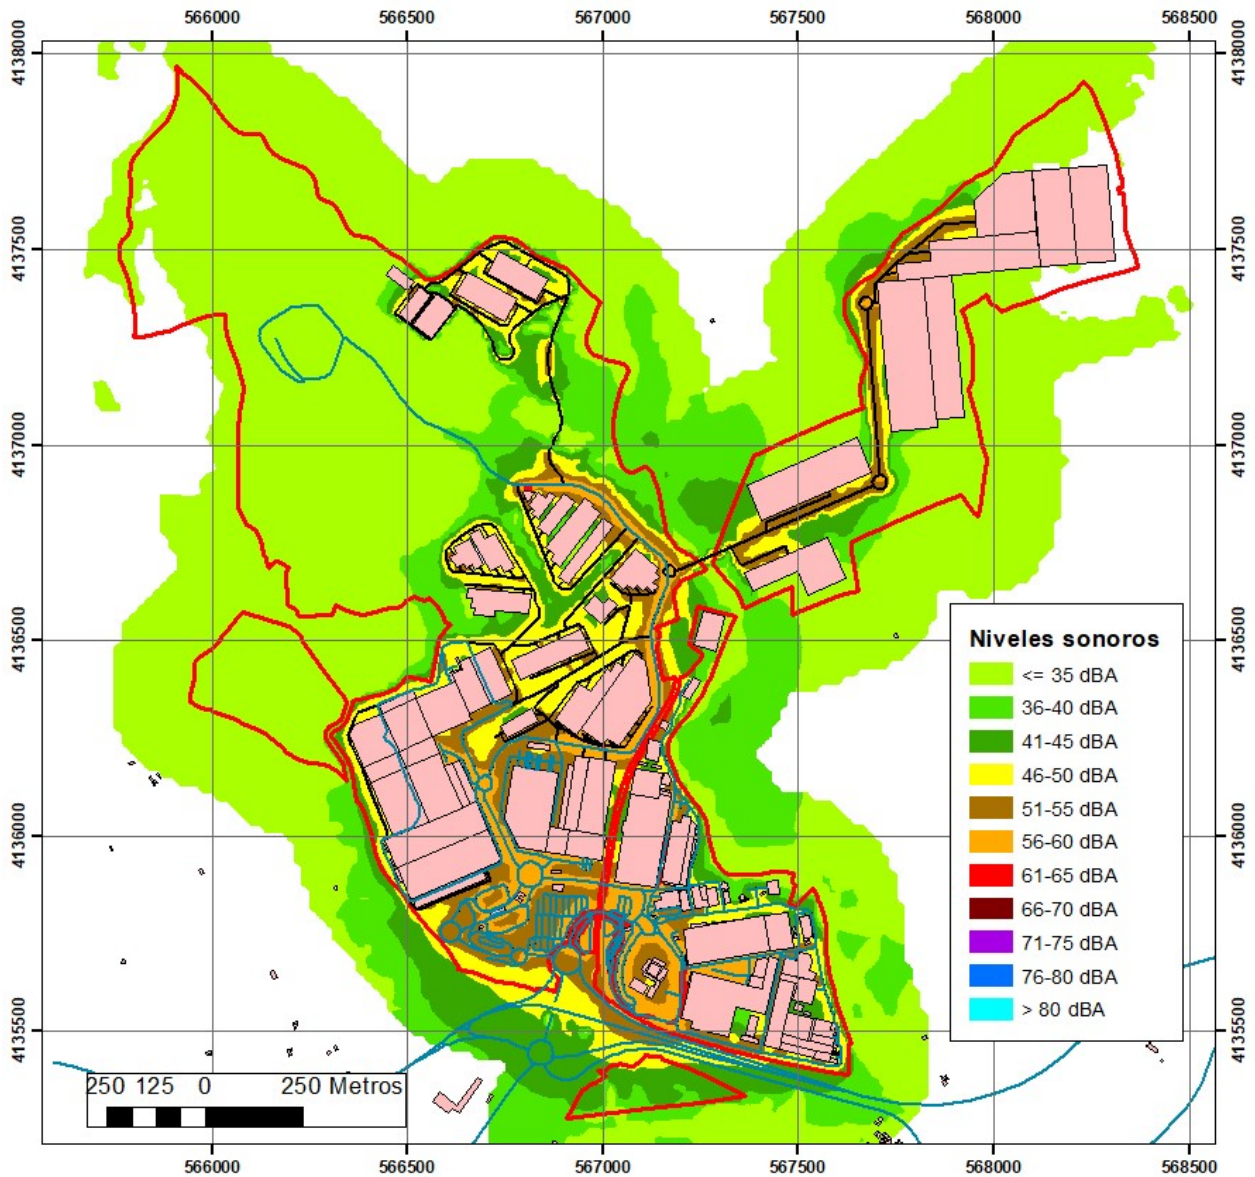 566000 566500 567000 567500 568000 568500
4138000 4138000
4137500 4137500
4137000 4137000
4136500 4136500
4136000 4136000
4135500 4135500
Niveles sonoros
<= 35 dBA
36-40 dBA
41-45 dBA
46-50 dBA
51-55 dBA
56-60 dBA
61-65 dBA
66-70 dBA
71-75 dBA
76-80 dBA
> 80 dBA
250 125 0 250 Metros
566000 566500 567000 567500 568000 568500